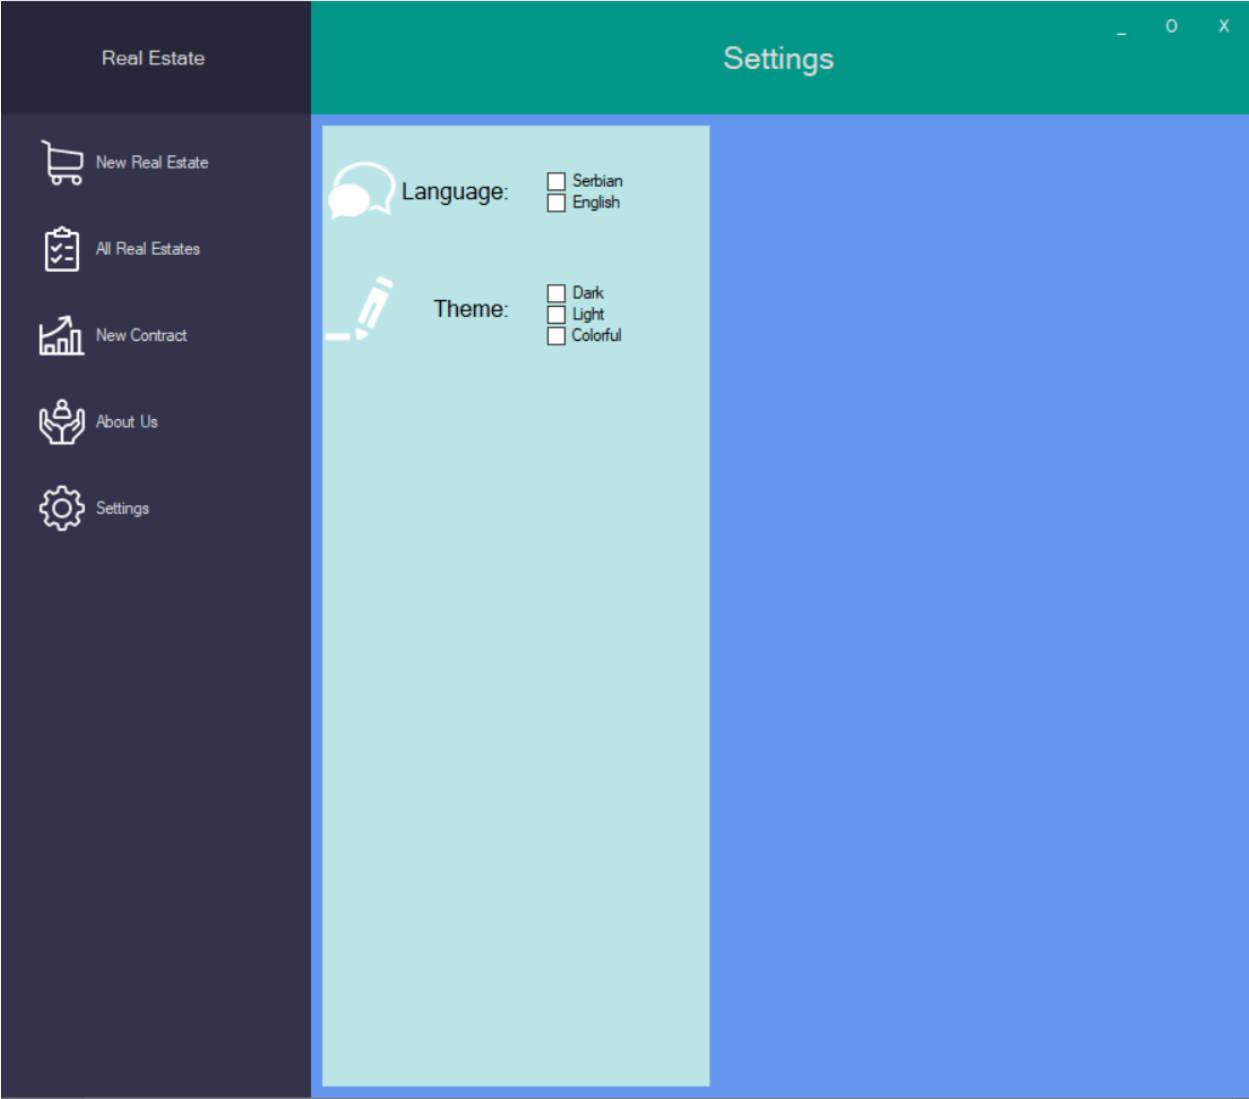 Real Estate
Settings
_ O X
New Real Estate
All Real Estates
New Contract
About Us
Settings
Language:
Serbian
English
Theme:
Dark
Light
Colorful